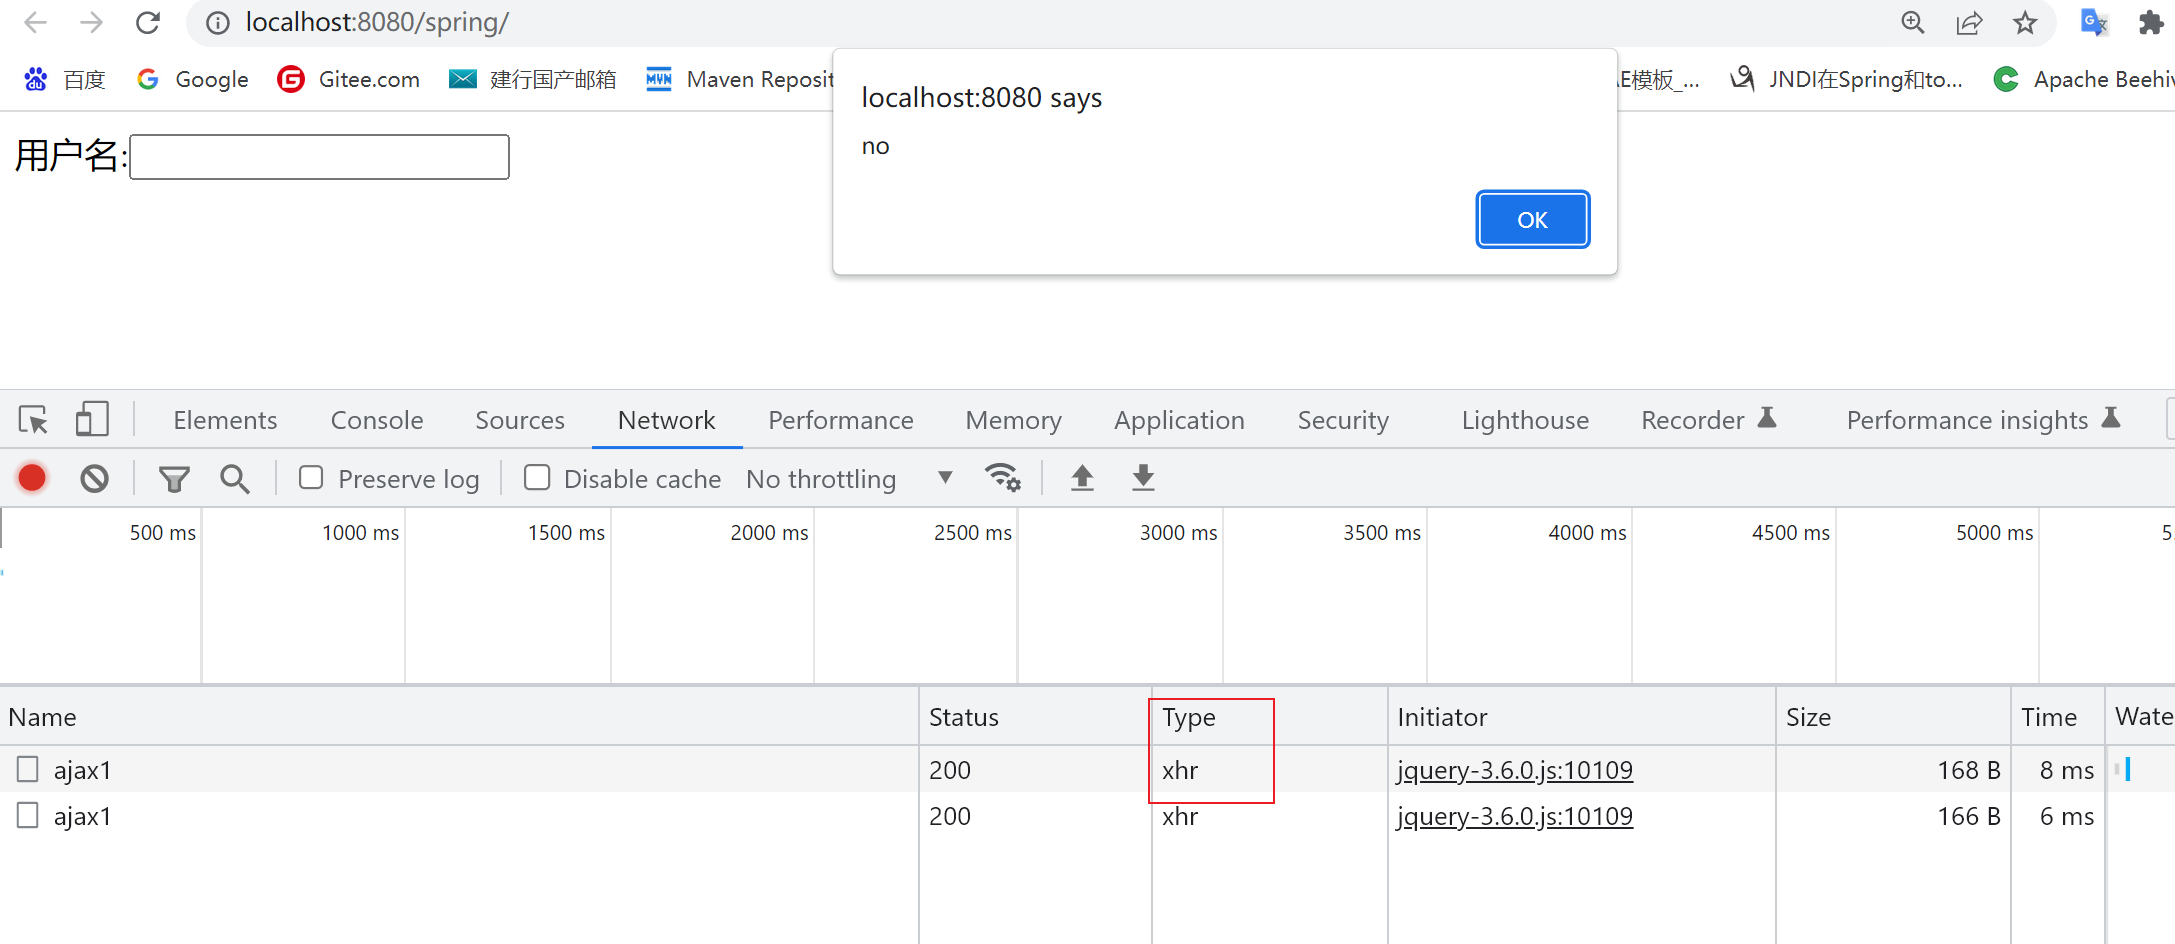 localhost:8080/spring/
百度 Google Gitee.com 建行国产邮箱 Maven Reposit E模板_... JNDI在Spring和to... Apache Beehiv
localhost:8080 says
no
OK
用户名:
Elements Console Sources Network Performance Memory Application Security Lighthouse Recorder Performance insights
Preserve log Disable cache No throttling
500 ms 1000 ms 1500 ms 2000 ms 2500 ms 3000 ms 3500 ms 4000 ms 4500 ms 5000 ms 5
Name Status Type Initiator Size Time Wate
ajax1 200 xhr jquery-3.6.0.js:10109 168 B 8 ms
ajax1 200 xhr jquery-3.6.0.js:10109 166 B 6 ms